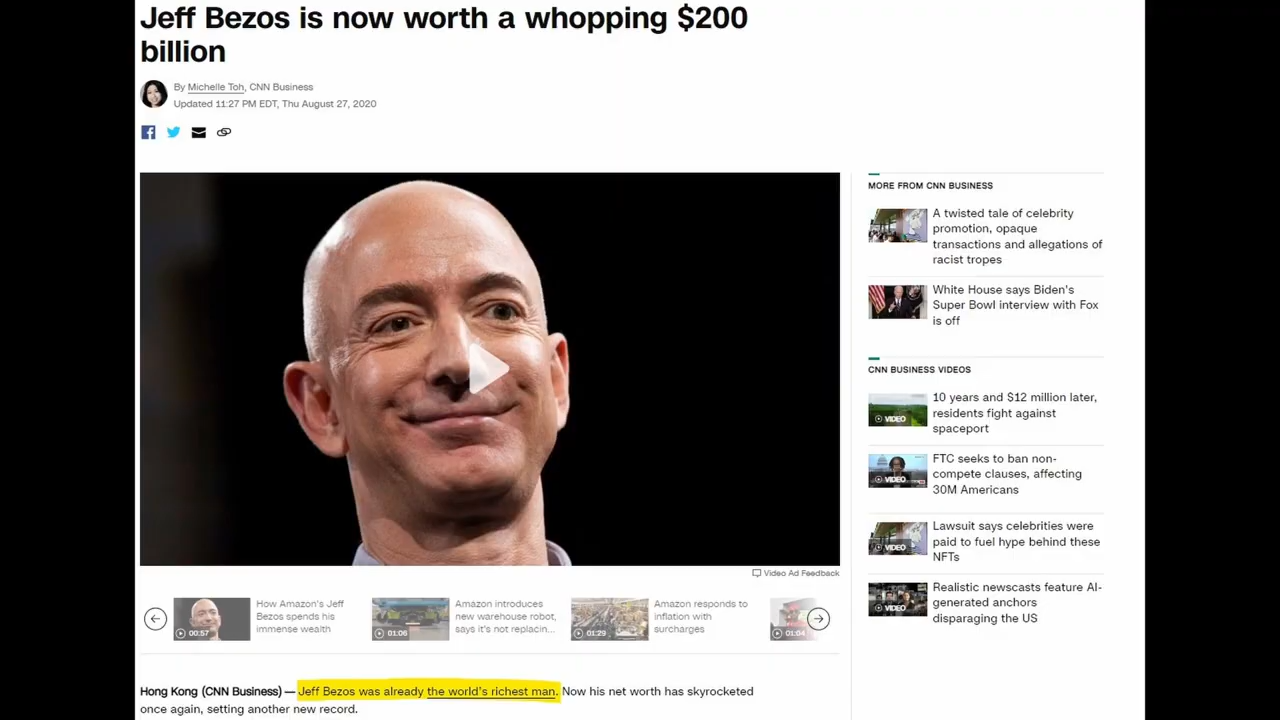 Jeff Bezos is now worth a whopping $200
billion
By Michelle Toh, CNN Business
Updated 11:27 PM EDT, Thu August 27, 2020
Video Ad Feedback
How Amazon's Jeff
Bezos spends his
immense wealth
00:57
Amazon introduces
new warehouse robot,
says it's not replacin...
01:06
Amazon responds to
inflation with
surcharges
01:29
01:04
Hong Kong (CNN Business) — Jeff Bezos was already the world's richest man. Now his net worth has skyrocketed
once again, setting another new record.
MORE FROM CNN BUSINESS
A twisted tale of celebrity
promotion, opaque
transactions and allegations of
racist tropes
White House says Biden's
Super Bowl interview with Fox
is off
CNN BUSINESS VIDEOS
VIDEO
10 years and $12 million later,
residents fight against
spaceport
VIDEO
FTC seeks to ban non-
compete clauses, affecting
30M Americans
VIDEO
Lawsuit says celebrities were
paid to fuel hype behind these
NFTs
VIDEO
Realistic newscasts feature AI-
generated anchors
disparaging the US